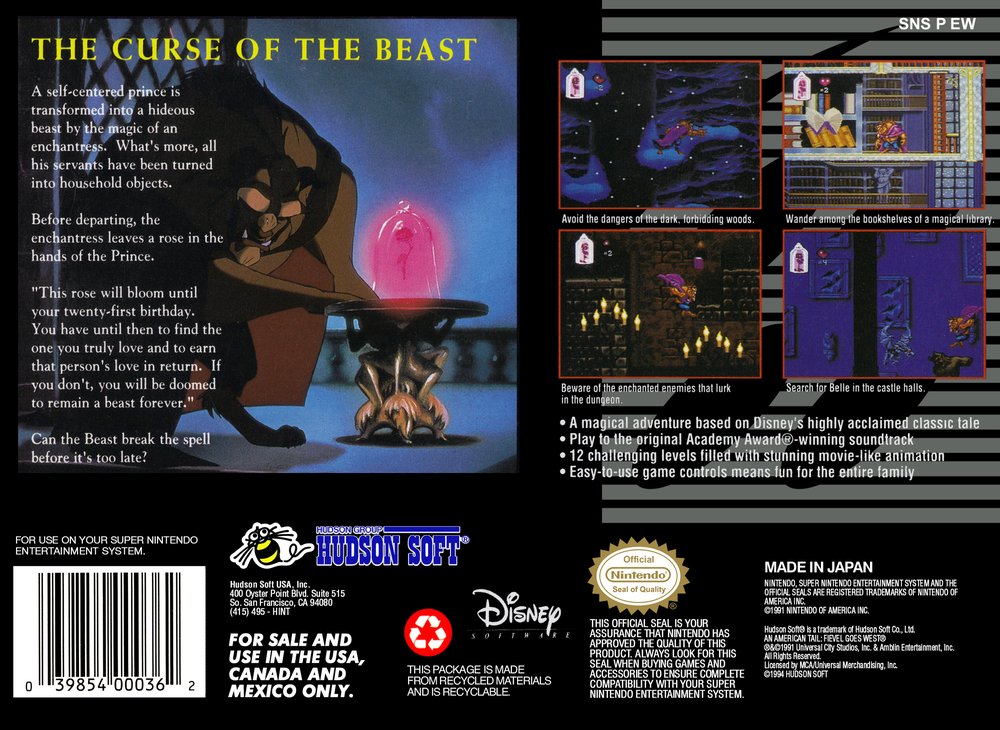 SNS P EW
THE CURSE OF THE BEAST
A self-centered prince is
transformed into a hideous
beast by the magic of an
enchantress. What's more, all
his servants have been turned
into household objects.
Before departing, the
enchantress leaves a rose in the
hands of the Prince.
"This rose will bloom until
your twenty-first birthday.
You have until then to find the
one you truly love and to earn
that person's love in return. If
you don't, you will be doomed
to remain a beast forever."
Can the Beast break the spell
before it's too late?
Avoid the dangers of the dark, forbidding woods.
Wander among the bookshelves of a magical library.
Beware of the enchanted enemies that lurk
in the dungeon.
Search for Belle in the castle halls.
• A magical adventure based on Disney's highly acclaimed classic tale
• Play to the original Academy Award®-winning soundtrack
• 12 challenging levels filled with stunning movie-like animation
• Easy-to-use game controls means fun for the entire family
FOR USE ON YOUR SUPER NINTENDO
ENTERTAINMENT SYSTEM.
0 39854 00036 2
HUDSON GROUP
HUDSON SOFT®
Hudson Soft USA, Inc.
400 Oyster Point Blvd. Suite 515
So. San Francisco, CA 94080
(415) 495 - HINT
FOR SALE AND
USE IN THE USA,
CANADA AND
MEXICO ONLY.
THIS PACKAGE IS MADE
FROM RECYCLED MATERIALS
AND IS RECYCLABLE.
DISNEY
SOFTWARE
Official
Nintendo
Seal of Quality
®
THIS OFFICIAL SEAL IS YOUR
ASSURANCE THAT NINTENDO HAS
APPROVED THE QUALITY OF THIS
PRODUCT. ALWAYS LOOK FOR THIS
SEAL WHEN BUYING GAMES AND
ACCESSORIES TO ENSURE COMPLETE
COMPATIBILITY WITH YOUR SUPER
NINTENDO ENTERTAINMENT SYSTEM.
MADE IN JAPAN
NINTENDO, SUPER NINTENDO ENTERTAINMENT SYSTEM AND THE
OFFICIAL SEALS ARE REGISTERED TRADEMARKS OF NINTENDO OF
AMERICA INC.
©1991 NINTENDO OF AMERICA INC.
Hudson Soft® is a trademark of Hudson Soft Co., Ltd.
AN AMERICAN TAIL: FIEVEL GOES WEST®
®&©1991 Universal City Studios, Inc. & Amblin Entertainment, Inc.
All Rights Reserved.
Licensed by MCA/Universal Merchandising, Inc.
©1994 HUDSON SOFT